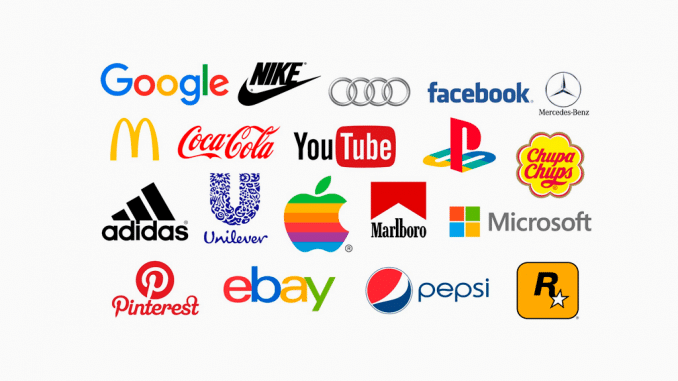 Google
NIKE
facebook
Mercedes-Benz
Coca-Cola
YouTube
Chupa
Chups
adidas
Unilever
Marlboro
Microsoft
Pinterest
ebay
pepsi
R